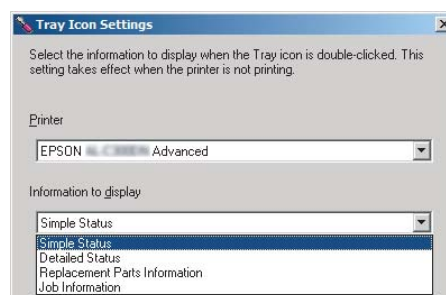 Tray Icon Settings
Select the information to display when the Tray icon is double-clicked. This
setting takes effect when the printer is not printing.
Printer
EPSON Advanced
Information to display
Simple Status
Simple Status
Detailed Status
Replacement Parts Information
Job Information